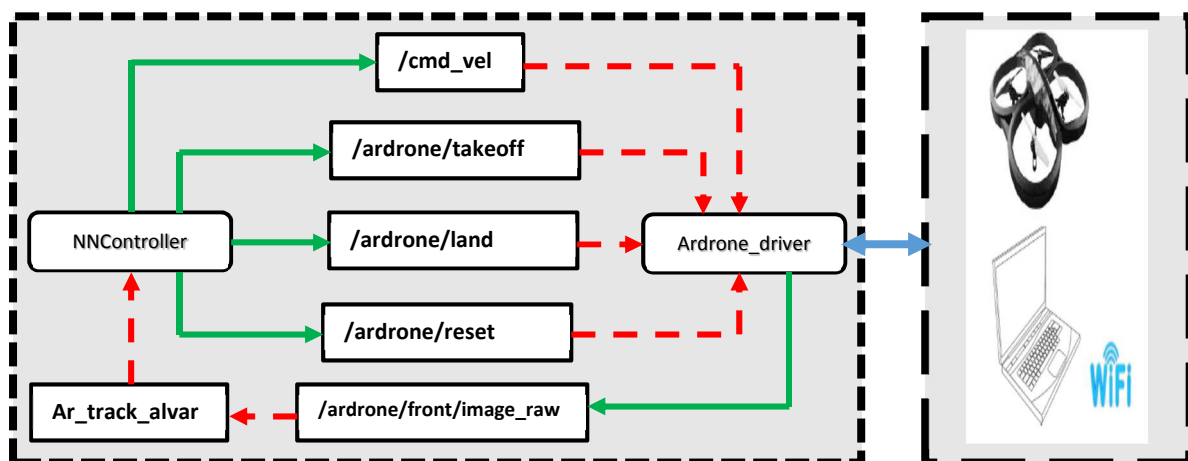 /cmd_vel
/ardrone/takeoff
NNController
/ardrone/land
Ardrone_driver
/ardrone/reset
Ar_track_alvar
/ardrone/front/image_raw
WiFi